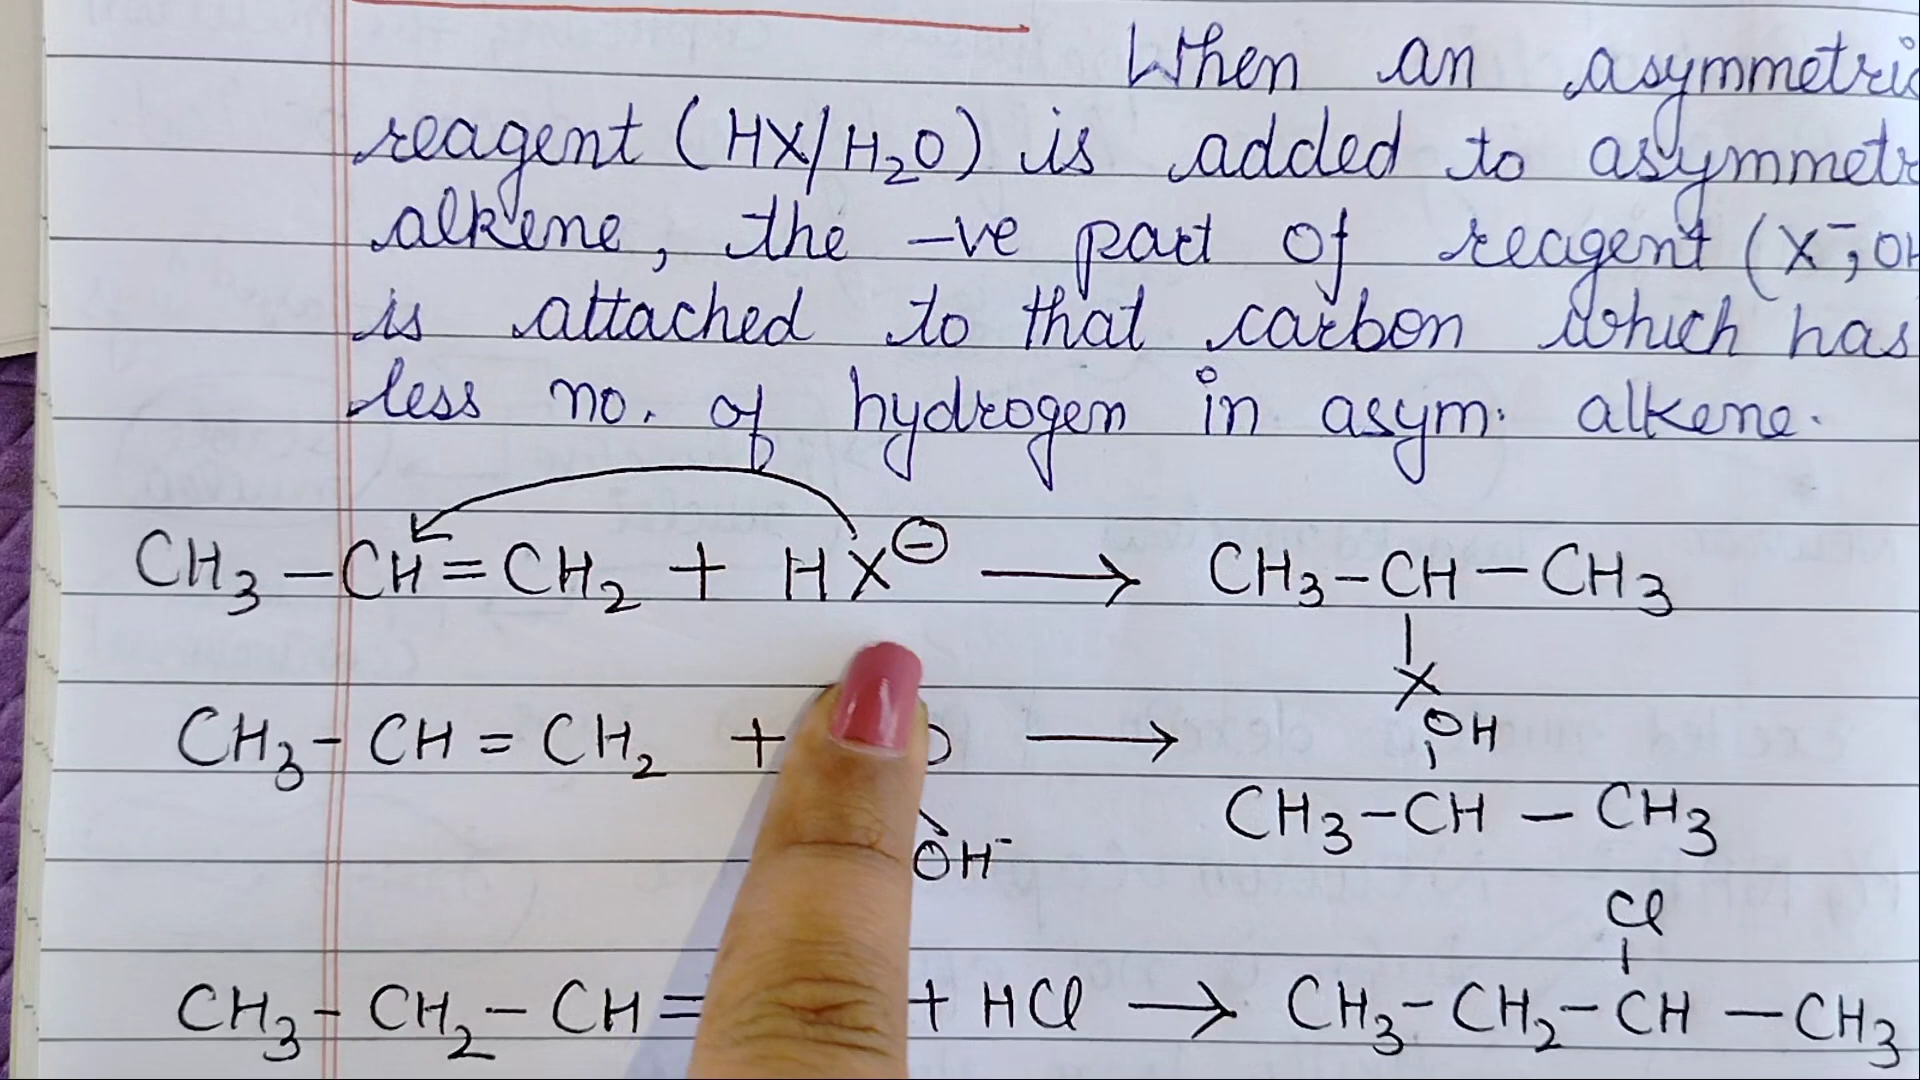 When an asymmetric
reagent (HX/H₂O) is added to asymmetr
alkene, the -ve part of reagent (X⁻, OH
is attached to that carbon which has
less no. of hydrogen in asym. alkene.
CH₃-CH=CH₂ + HX⊖ → CH₃-CH-CH₃
X
OH
CH₃-CH=CH₂ + O →
CH₃-CH-CH₃
OH⁻
Cl
CH₃-CH₂-CH= + HCl → CH₃-CH₂-CH-CH₃